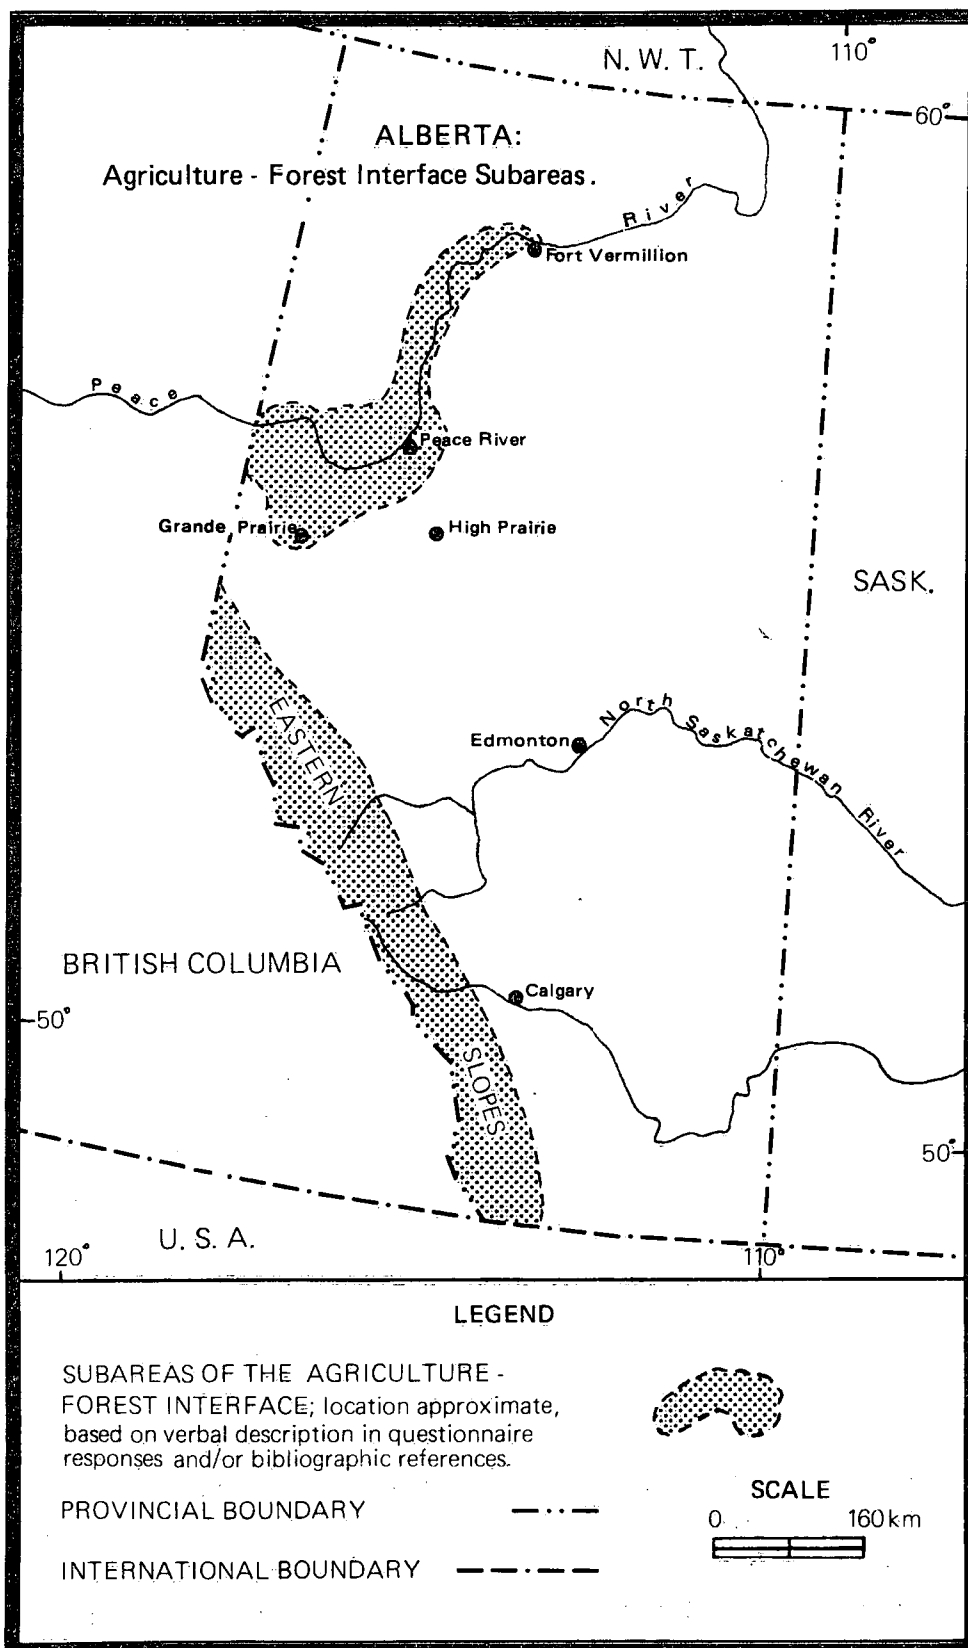 110°
N. W. T.
60°
ALBERTA:
Agriculture - Forest Interface Subareas.
River
Fort Vermillion
Peace
Peace River
Grande Prairie
High Prairie
SASK.
EASTERN
North Saskatchewan River
Edmonton
BRITISH COLUMBIA
Calgary
50°
SLOPES
50°
U. S. A.
120°
110°
LEGEND
SUBAREAS OF THE AGRICULTURE -
FOREST INTERFACE; location approximate,
based on verbal description in questionnaire
responses and/or bibliographic references.
SCALE
PROVINCIAL BOUNDARY
0 160 km
INTERNATIONAL BOUNDARY